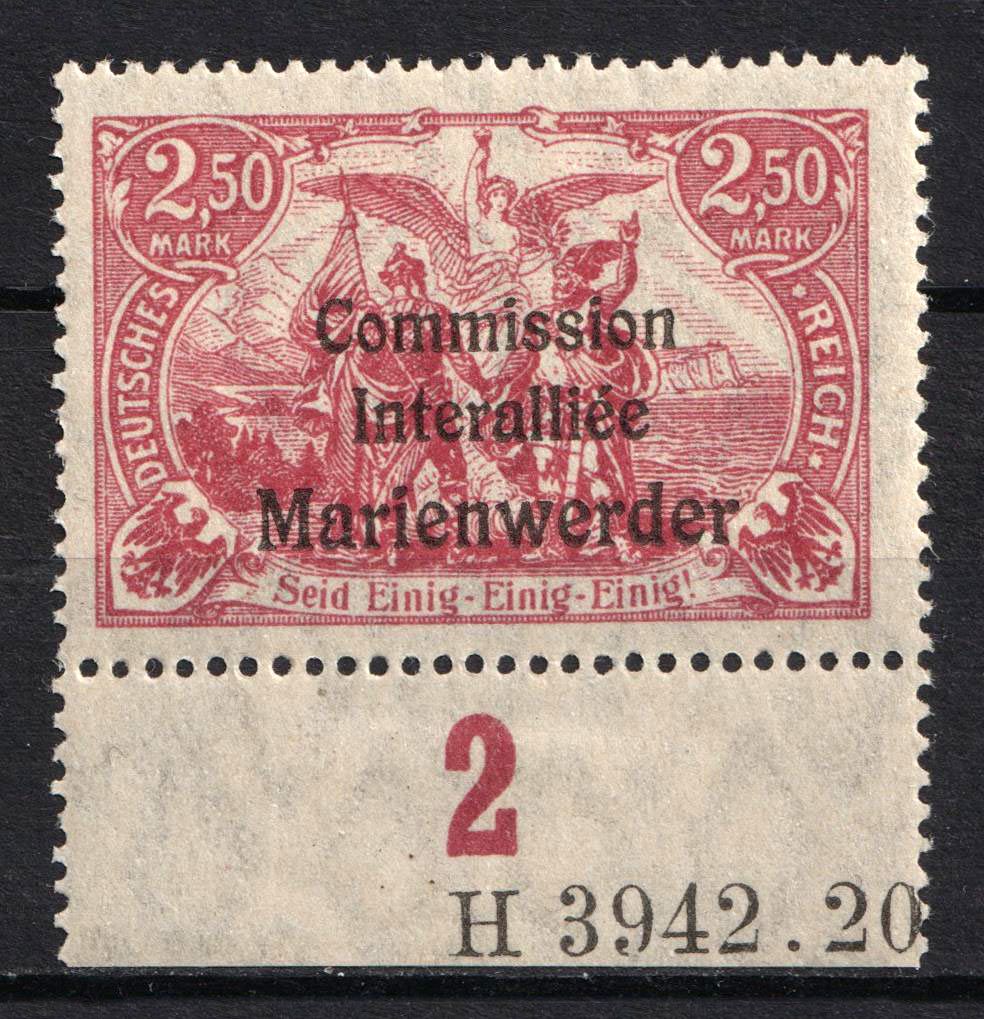 2,50 MARK
2,50 MARK
DEUTSCHES
*REICH*
Commission
Interalliée
Marienwerder
Seid Einig-Einig-Einig!
2
H 3942.20